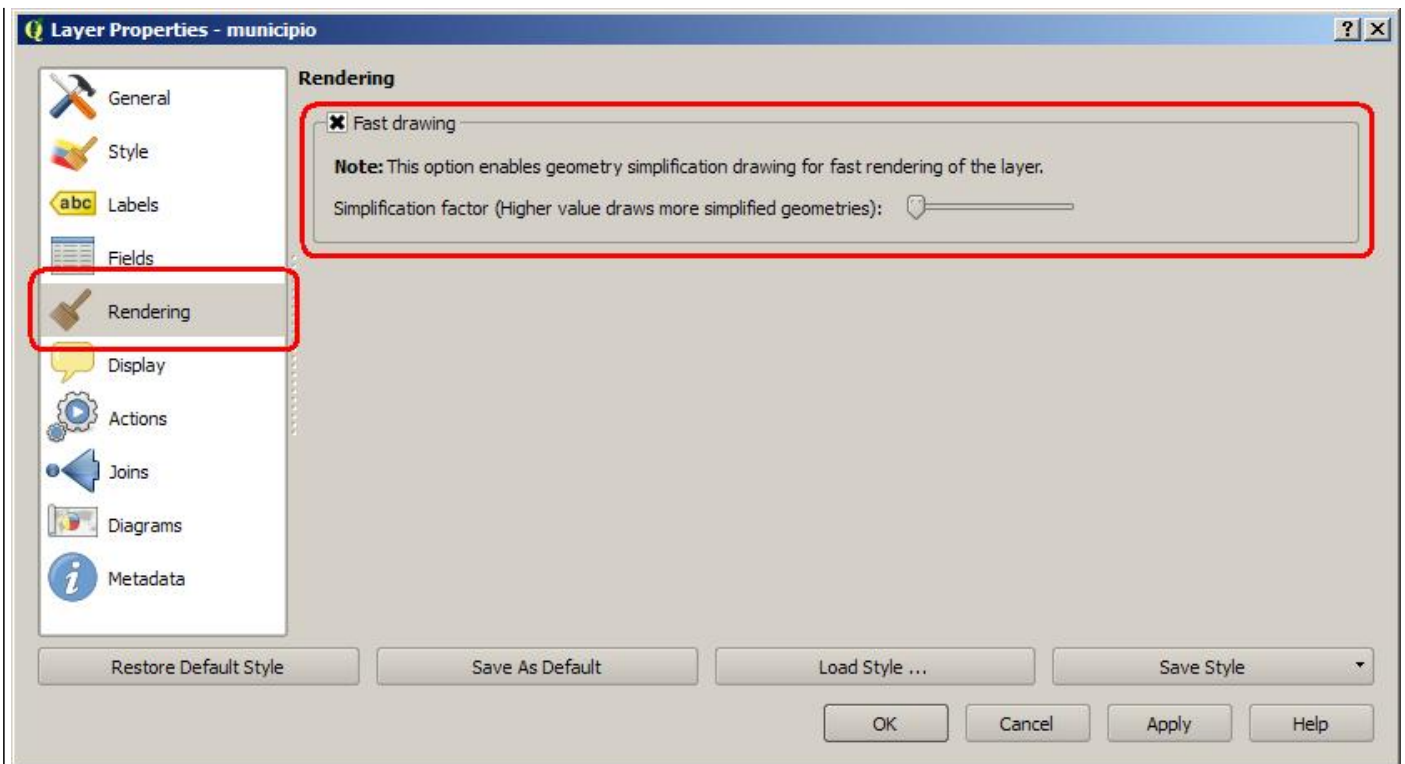 Layer Properties - municipio
General
Style
abc Labels
Fields
Rendering
Display
Actions
Joins
Diagrams
Metadata
Rendering
Fast drawing
Note: This option enables geometry simplification drawing for fast rendering of the layer.
Simplification factor (Higher value draws more simplified geometries):
Restore Default Style Save As Default Load Style ... Save Style
OK Cancel Apply Help